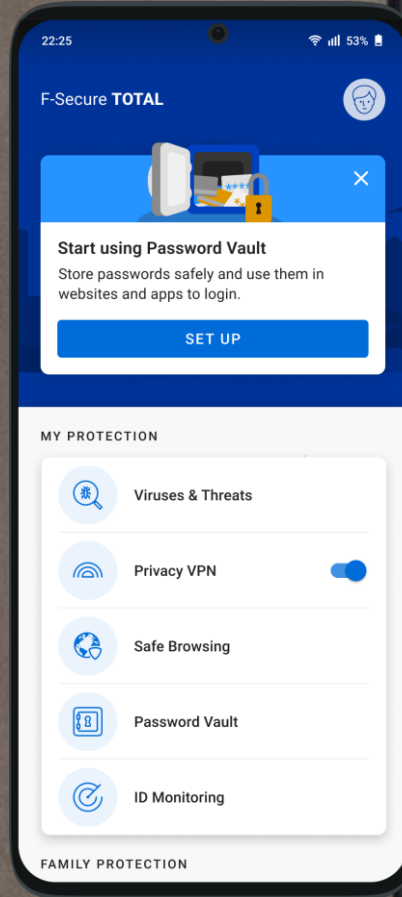 22:25
53%
F-Secure TOTAL
Start using Password Vault
Store passwords safely and use them in
websites and apps to login.
SET UP
MY PROTECTION
Viruses & Threats
Privacy VPN
Safe Browsing
Password Vault
ID Monitoring
FAMILY PROTECTION